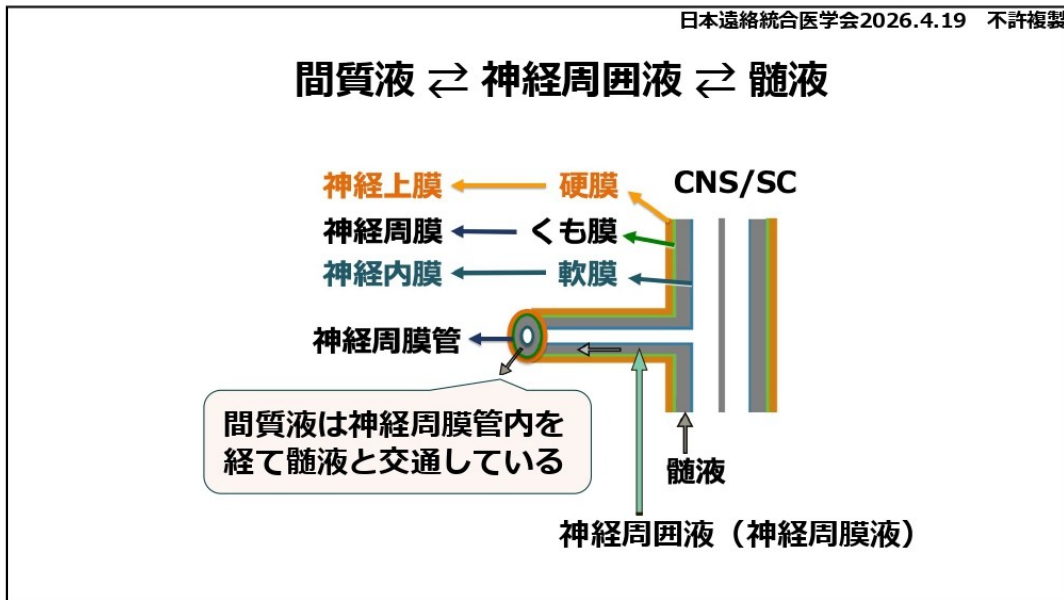 日本遠絡統合医学会2026.4.19　不許複製
間質液 ⇄ 神経周囲液 ⇄ 髄液
神経上膜 硬膜 CNS/SC
神経周膜 くも膜
神経内膜 軟膜
神経周膜管
間質液は神経周膜管内を
経て髄液と交通している
髄液
神経周囲液（神経周膜液）